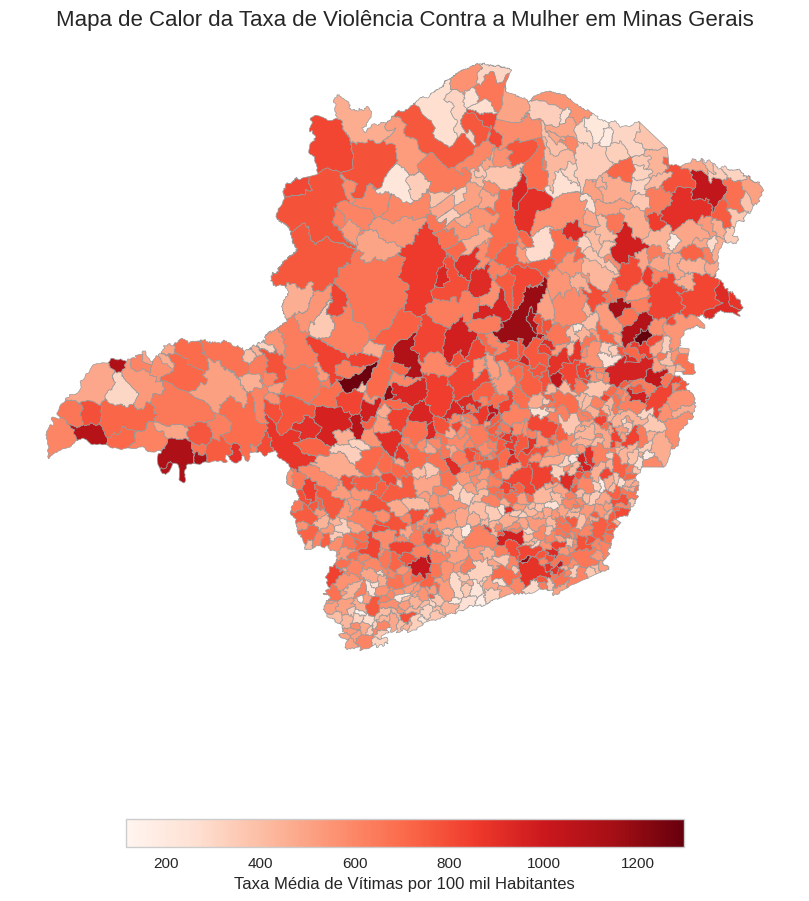 Mapa de Calor da Taxa de Violência Contra a Mulher em Minas Gerais
200 400 600 800 1000 1200
Taxa Média de Vítimas por 100 mil Habitantes